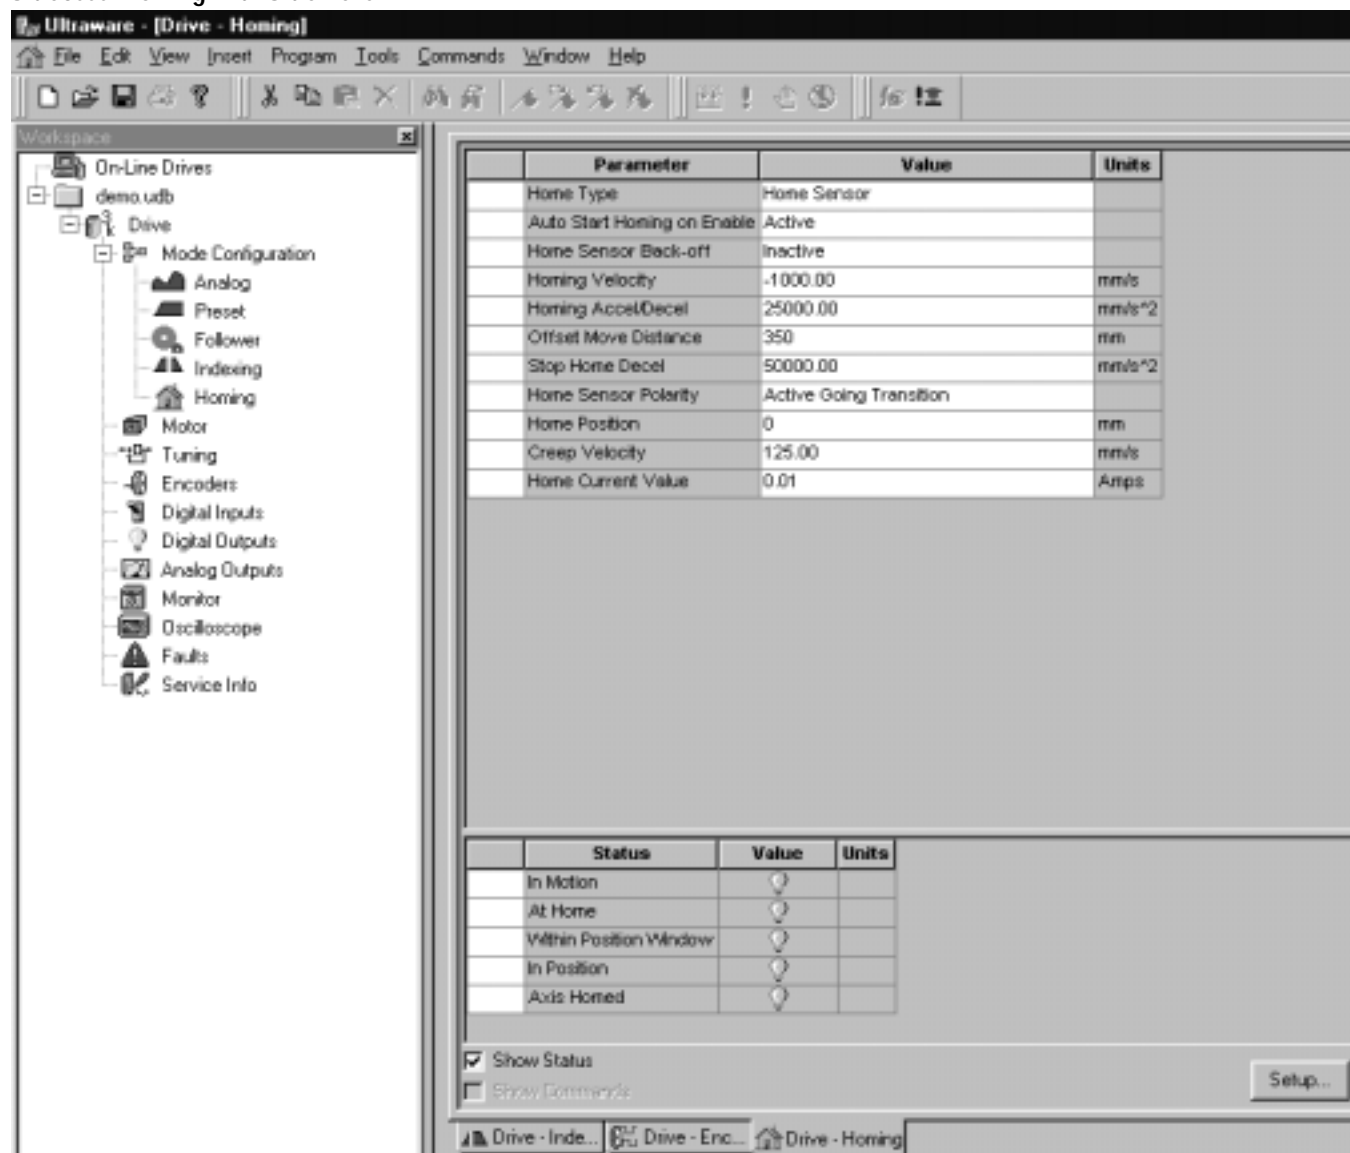 Ultraware - [Drive - Homing]
File Edit View Insert Program Tools Commands Window Help
Workspace
On-Line Drives
demo.udb
Drive
Mode Configuration
Analog
Preset
Follower
Indexing
Homing
Motor
Tuning
Encoders
Digital Inputs
Digital Outputs
Analog Outputs
Monitor
Oscilloscope
Faults
Service Info
Parameter Value Units
Home Type Home Sensor
Auto Start Homing on Enable Active
Home Sensor Back-off Inactive
Homing Velocity -1000.00 mm/s
Homing Accel/Decel 25000.00 mm/s^2
Offset Move Distance 350 mm
Stop Home Decel 50000.00 mm/s^2
Home Sensor Polarity Active Going Transition
Home Position 0 mm
Creep Velocity 125.00 mm/s
Home Current Value 0.01 Amps
Status Value Units
In Motion
At Home
Within Position Window
In Position
Axis Homed
Show Status
Show Commands
Setup...
Drive - Inde... Drive - Enc... Drive - Homing